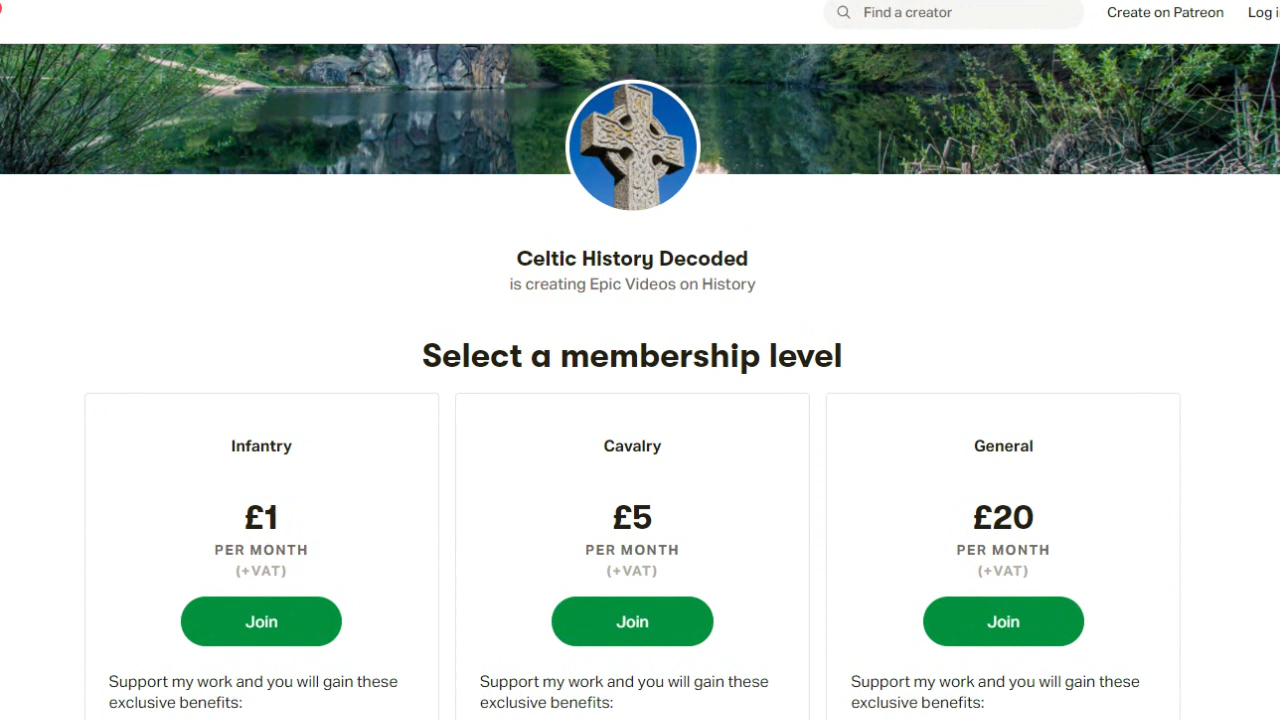 Find a creator
Create on Patreon
Log i
Celtic History Decoded
is creating Epic Videos on History
Select a membership level
Infantry
£1
PER MONTH
(+VAT)
Join
Support my work and you will gain these
exclusive benefits:
Cavalry
£5
PER MONTH
(+VAT)
Join
Support my work and you will gain these
exclusive benefits:
General
£20
PER MONTH
(+VAT)
Join
Support my work and you will gain these
exclusive benefits: